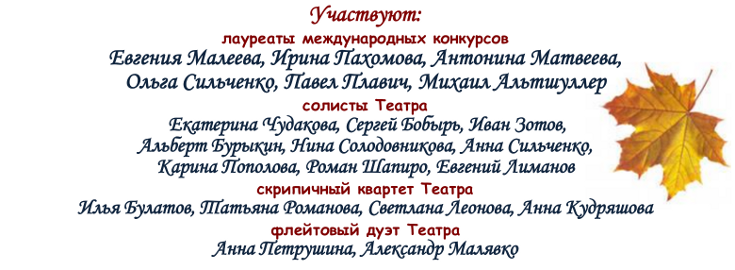 Участвуют:
лауреаты международных конкурсов
Евгения Малеева, Ирина Пахомова, Антонина Матвеева,
Ольга Сильченко, Павел Плавич, Михаил Альтшуллер
солисты Театра
Екатерина Чудакова, Сергей Бобырь, Иван Зотов,
Альберт Бурыкин, Нина Солодовникова, Анна Сильченко,
Карина Пополова, Роман Шапиро, Евгений Лиманов
скрипичный квартет Театра
Илья Булатов, Татьяна Романова, Светлана Леонова, Анна Кудряшова
флейтовый дуэт Театра
Анна Петрушина, Александр Малявко